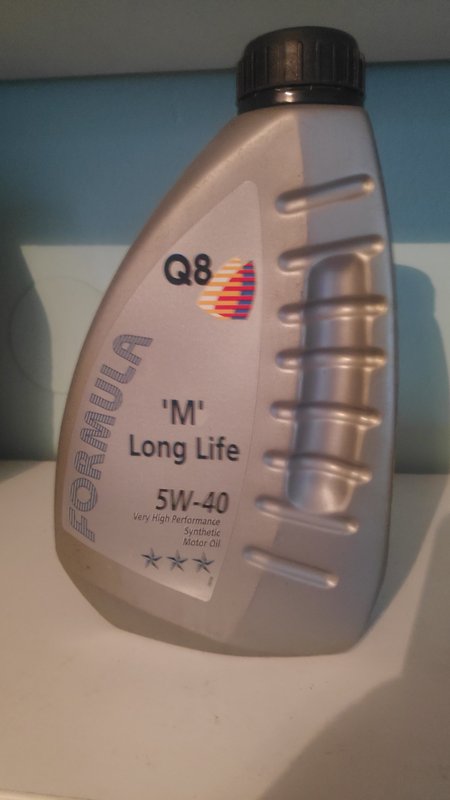 Q8
FORMULA
'M'
Long Life
5W-40
Very High Performance
Synthetic
Motor Oil